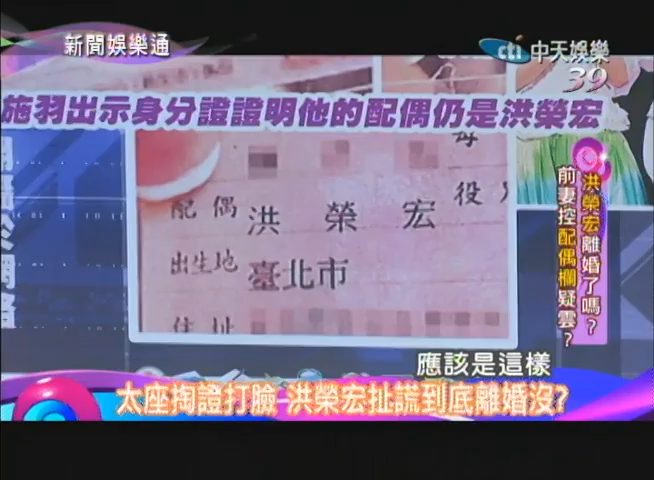 新聞娛樂通
cti 中天娛樂
39
施羽出示身分證證明他的配偶仍是洪榮宏
配偶 洪榮宏
役
出生地 臺北市
住址
洪榮宏離婚了嗎?
前妻控配偶欄疑雲?
應該是這樣
太座掏證打臉-洪榮宏扯謊到底離婚沒?